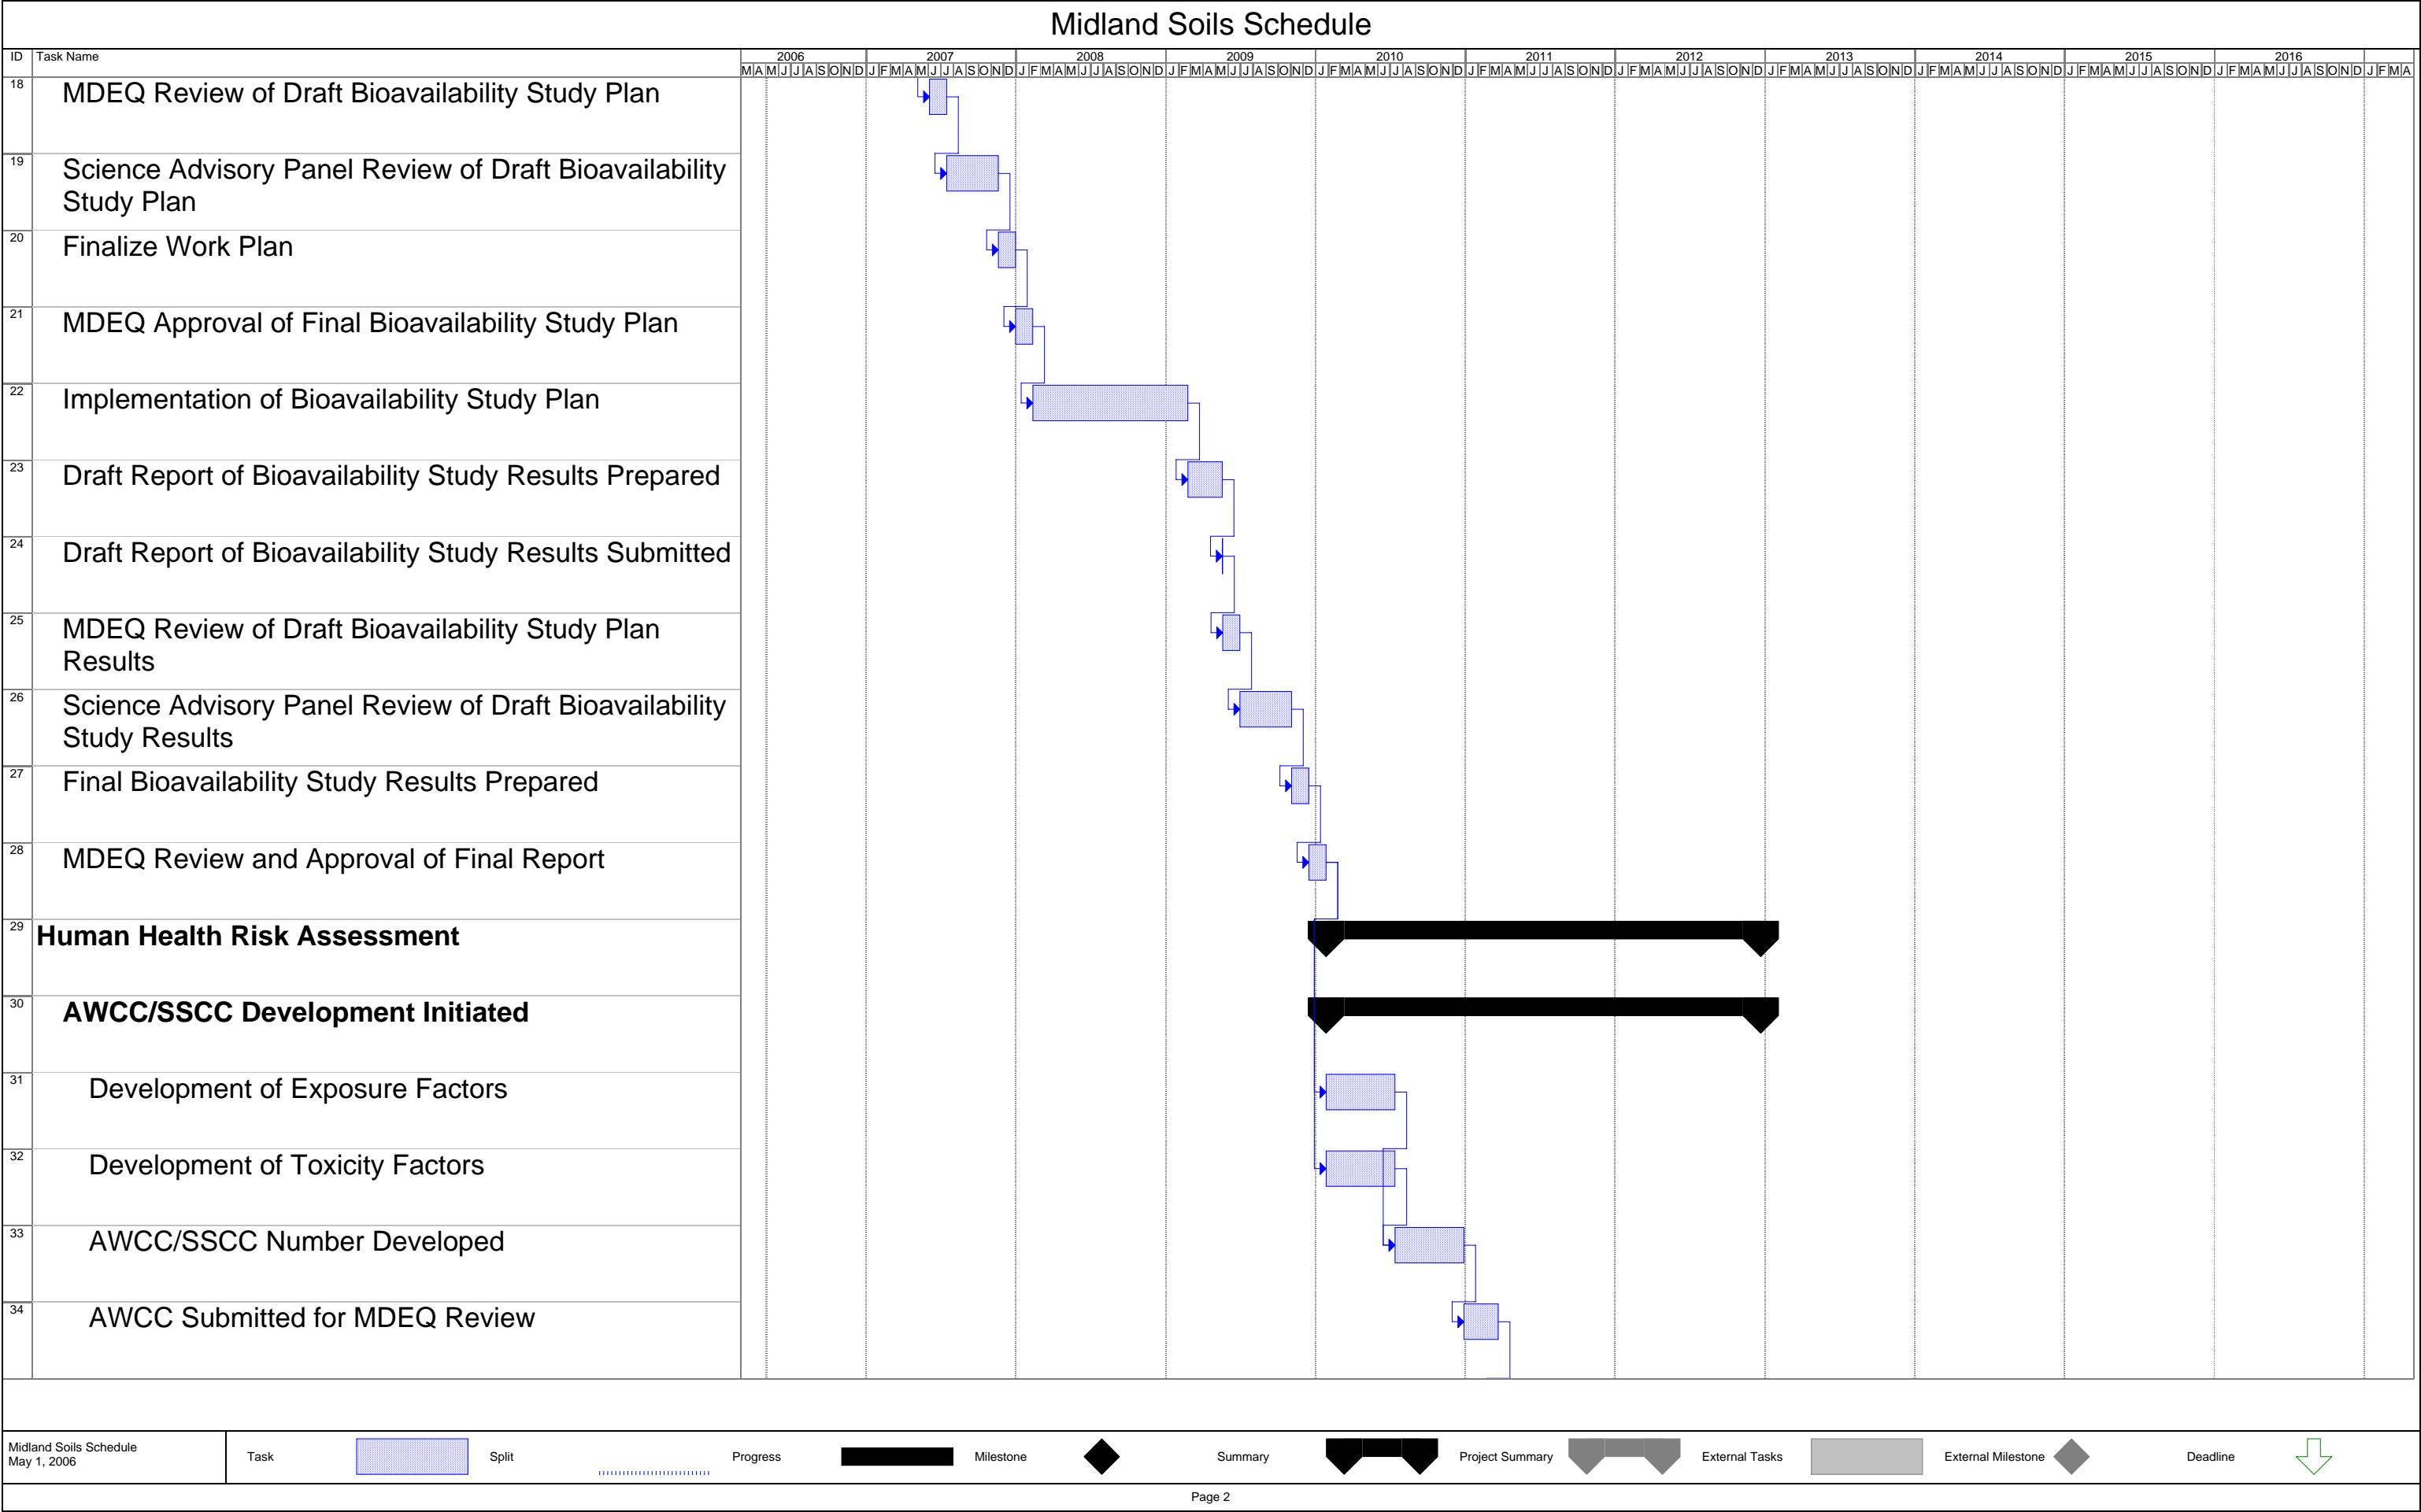 Midland Soils Schedule
ID Task Name 2006 2007 2008 2009 2010 2011 2012 2013 2014 2015 2016
M A M J J A S O N D J F M A M J J A S O N D J F M A M J J A S O N D J F M A M J J A S O N D J F M A M J J A S O N D J F M A M J J A S O N D J F M A M J J A S O N D J F M A M J J A S O N D J F M A M J J A S O N D J F M A M J J A S O N D J F M A M J J A S O N D J F M A
18 MDEQ Review of Draft Bioavailability Study Plan
19 Science Advisory Panel Review of Draft Bioavailability
Study Plan
20 Finalize Work Plan
21 MDEQ Approval of Final Bioavailability Study Plan
22 Implementation of Bioavailability Study Plan
23 Draft Report of Bioavailability Study Results Prepared
24 Draft Report of Bioavailability Study Results Submitted
25 MDEQ Review of Draft Bioavailability Study Plan
Results
26 Science Advisory Panel Review of Draft Bioavailability
Study Results
27 Final Bioavailability Study Results Prepared
28 MDEQ Review and Approval of Final Report
29 Human Health Risk Assessment
30 AWCC/SSCC Development Initiated
31 Development of Exposure Factors
32 Development of Toxicity Factors
33 AWCC/SSCC Number Developed
34 AWCC Submitted for MDEQ Review
Midland Soils Schedule
May 1, 2006
Task Split Progress Milestone Summary Project Summary External Tasks External Milestone Deadline
Page 2